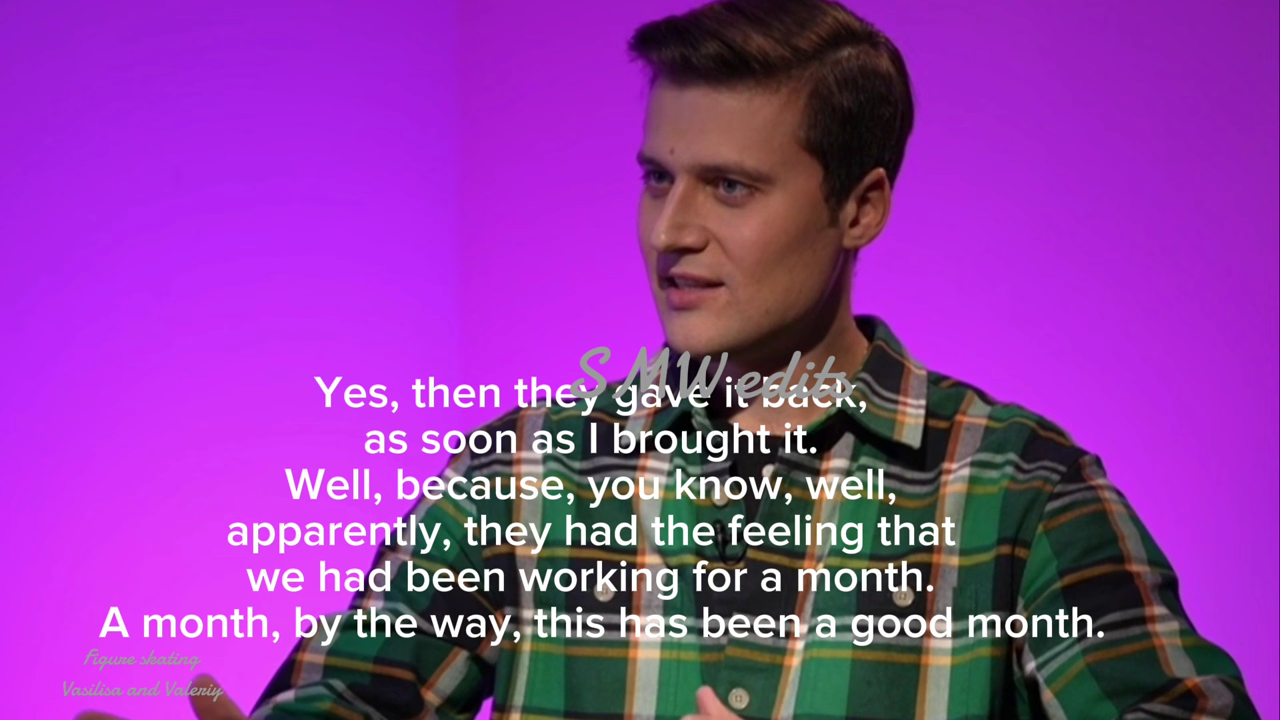 S M W edits
Yes, then they gave it back,
as soon as I brought it.
Well, because, you know, well,
apparently, they had the feeling that
we had been working for a month.
A month, by the way, this has been a good month.
Figure skating
Vasilisa and Valeriy